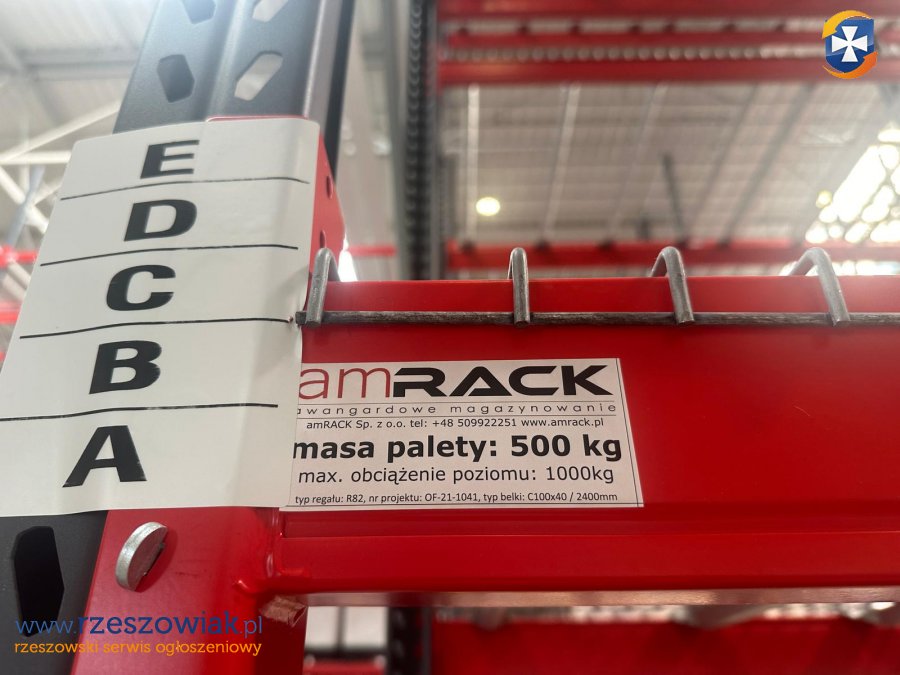 E
D
C
B
A
amRACK
awangardowe magazynowanie
amRACK Sp. z o.o. tel: +48 509922251 www.amrack.pl
masa palety: 500 kg
max. obciążenie poziomu: 1000kg
typ regału: R82, nr projektu: OF-21-1041, typ belki: C100x40 / 2400mm
www.rzeszowiak.pl
rzeszowski serwis ogłoszeniowy